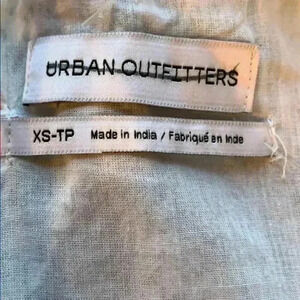 URBAN OUTFITTERS
XS-TP Made in India / Fabriqué en Inde